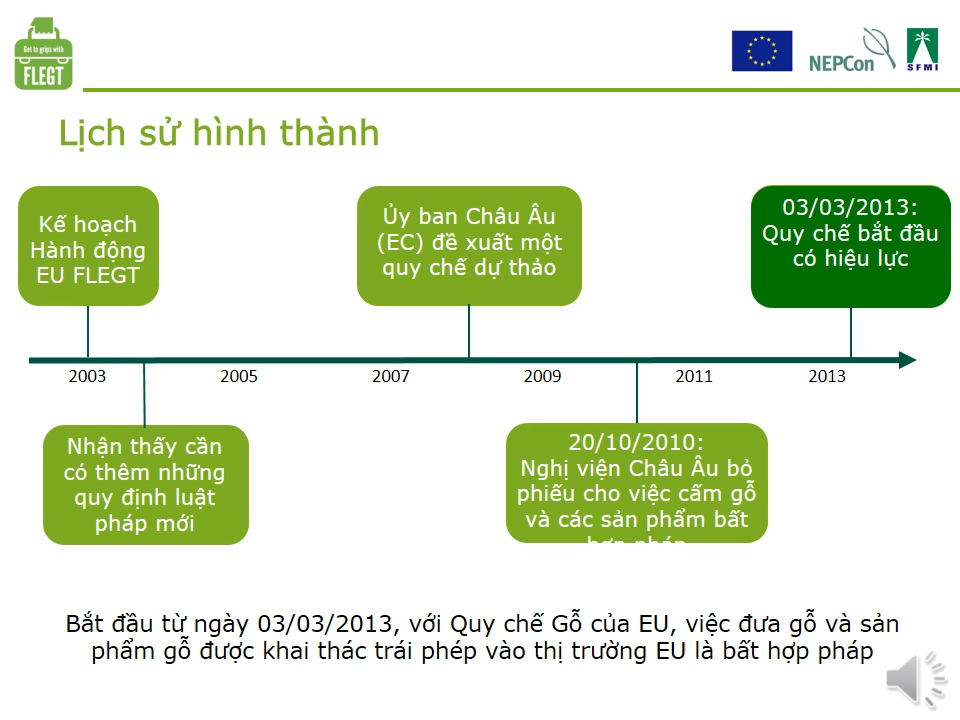 Get to grips with
FLEGT
NEPCon
SFMI
Lịch sử hình thành
Kế hoạch
Hành động
EU FLEGT
Ủy ban Châu Âu
(EC) đề xuất một
quy chế dự thảo
03/03/2013:
Quy chế bắt đầu
có hiệu lực
2003
2005
2007
2009
2011
2013
Nhận thấy cần
có thêm những
quy định luật
pháp mới
20/10/2010:
Nghị viện Châu Âu bỏ
phiếu cho việc cấm gỗ
và các sản phẩm bất
hợp pháp
Bắt đầu từ ngày 03/03/2013, với Quy chế Gỗ của EU, việc đưa gỗ và sản
phẩm gỗ được khai thác trái phép vào thị trường EU là bất hợp pháp